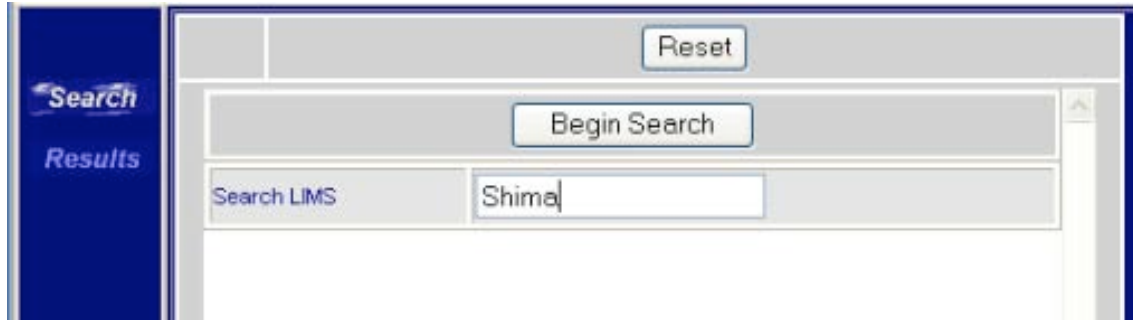 Reset
Search
Begin Search
Results
Search LIMS Shima